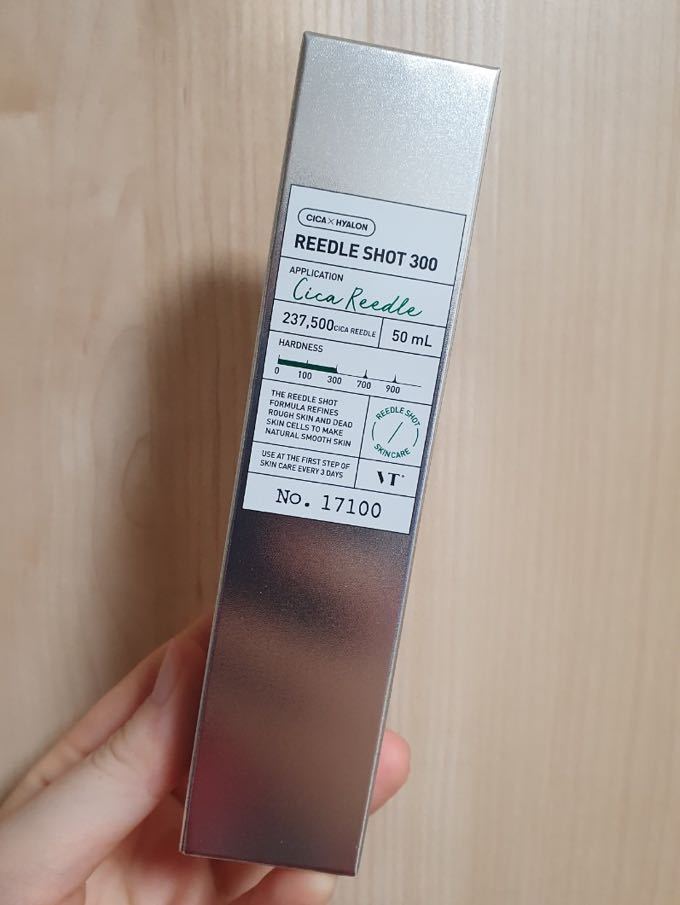 CICA × HYALON
REEDLE SHOT 300
APPLICATION
Cica Reedle
237,500 CICA REEDLE
50 mL
HARDNESS
0 100 300 700 900
THE REEDLE SHOT
FORMULA REFINES
ROUGH SKIN AND DEAD
SKIN CELLS TO MAKE
NATURAL SMOOTH SKIN
REEDLE SHOT
SKINCARE
USE AT THE FIRST STEP OF
SKIN CARE EVERY 3 DAYS
VT
No. 17100